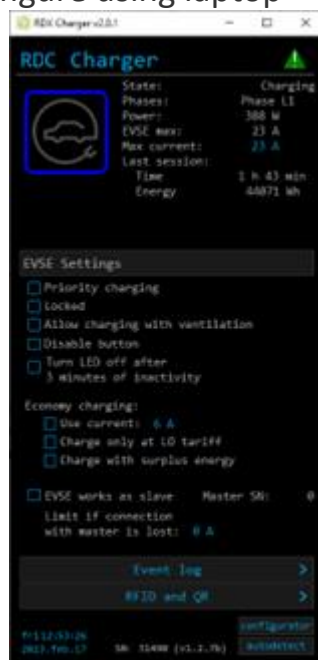 figure using laptop
RDX Charger v2.0.1
RDC Charger
State: Charging
Phases: Phase L1
Power: 308 W
EVSE max: 23 A
Max current: 23 A
Last session:
Time 1 h 43 min
Energy 44071 Wh
EVSE Settings
Priority charging
Locked
Allow charging with ventilation
Disable button
Turn LED off after
3 minutes of inactivity
Economy charging:
Use current: 6 A
Charge only at LO tariff
Charge with surplus energy
EVSE works as slave Master SN: 0
Limit if connection
with master is lost: 0 A
Event log
RFID and QR
configurator
autodetect